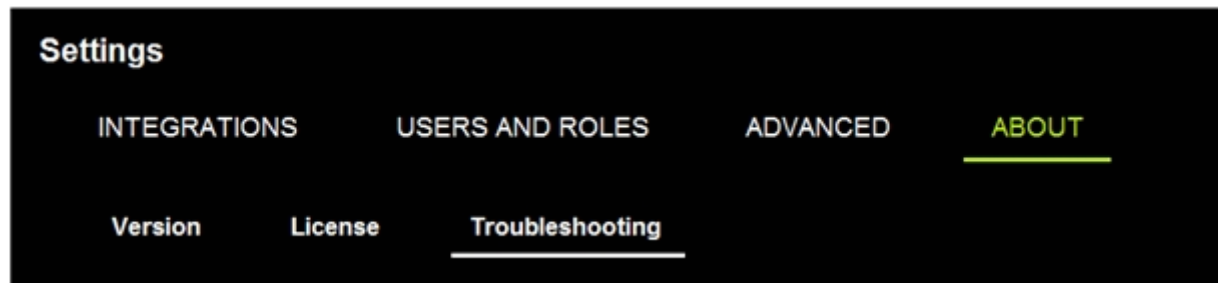 Settings
INTEGRATIONS USERS AND ROLES ADVANCED ABOUT
Version License Troubleshooting